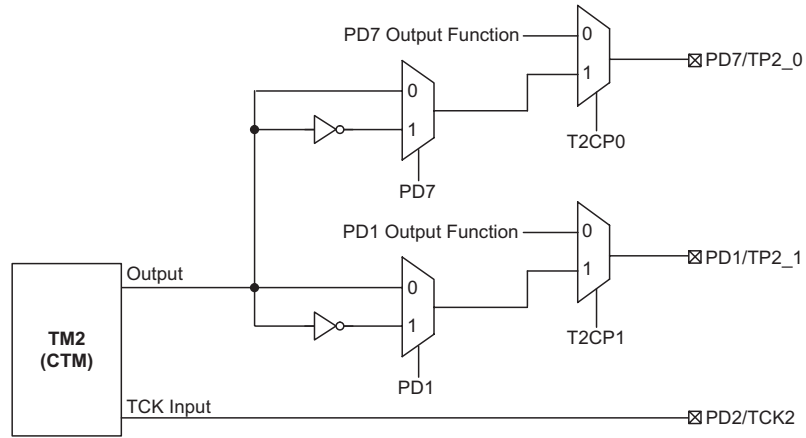 PD7 Output Function
0
1
T2CP0
PD7/TP2_0
0
1
PD7
PD1 Output Function
0
1
T2CP1
PD1/TP2_1
Output
0
1
PD1
TM2
(CTM)
TCK Input
PD2/TCK2